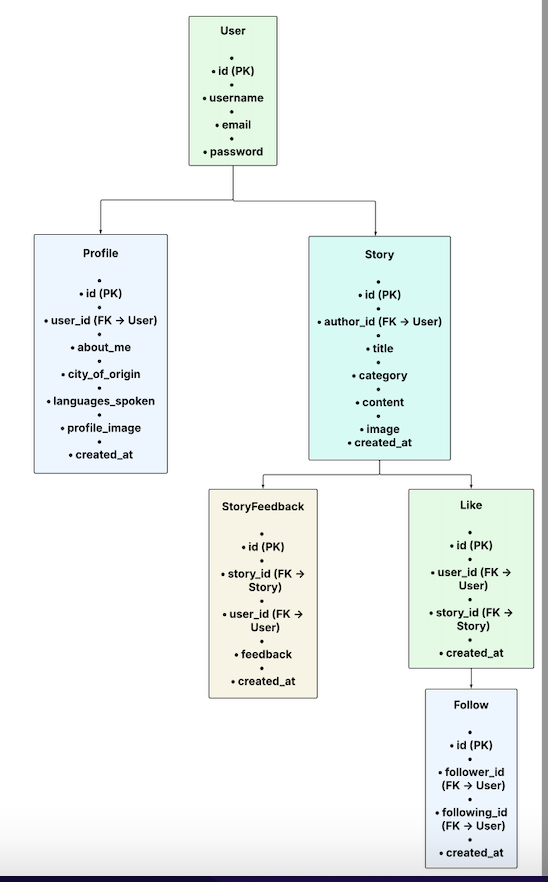 User
•
• id (PK)
•
• username
•
• email
•
• password
Profile
•
• id (PK)
•
• user_id (FK → User)
•
• about_me
•
• city_of_origin
•
• languages_spoken
•
• profile_image
•
• created_at
Story
•
• id (PK)
•
• author_id (FK → User)
•
• title
•
• category
•
• content
•
• image
• created_at
StoryFeedback
•
• id (PK)
•
• story_id (FK →
Story)
•
• user_id (FK →
User)
•
• feedback
•
• created_at
Like
•
• id (PK)
•
• user_id (FK →
User)
•
• story_id (FK →
Story)
•
• created_at
Follow
•
• id (PK)
•
• follower_id
(FK → User)
•
• following_id
(FK → User)
•
• created_at